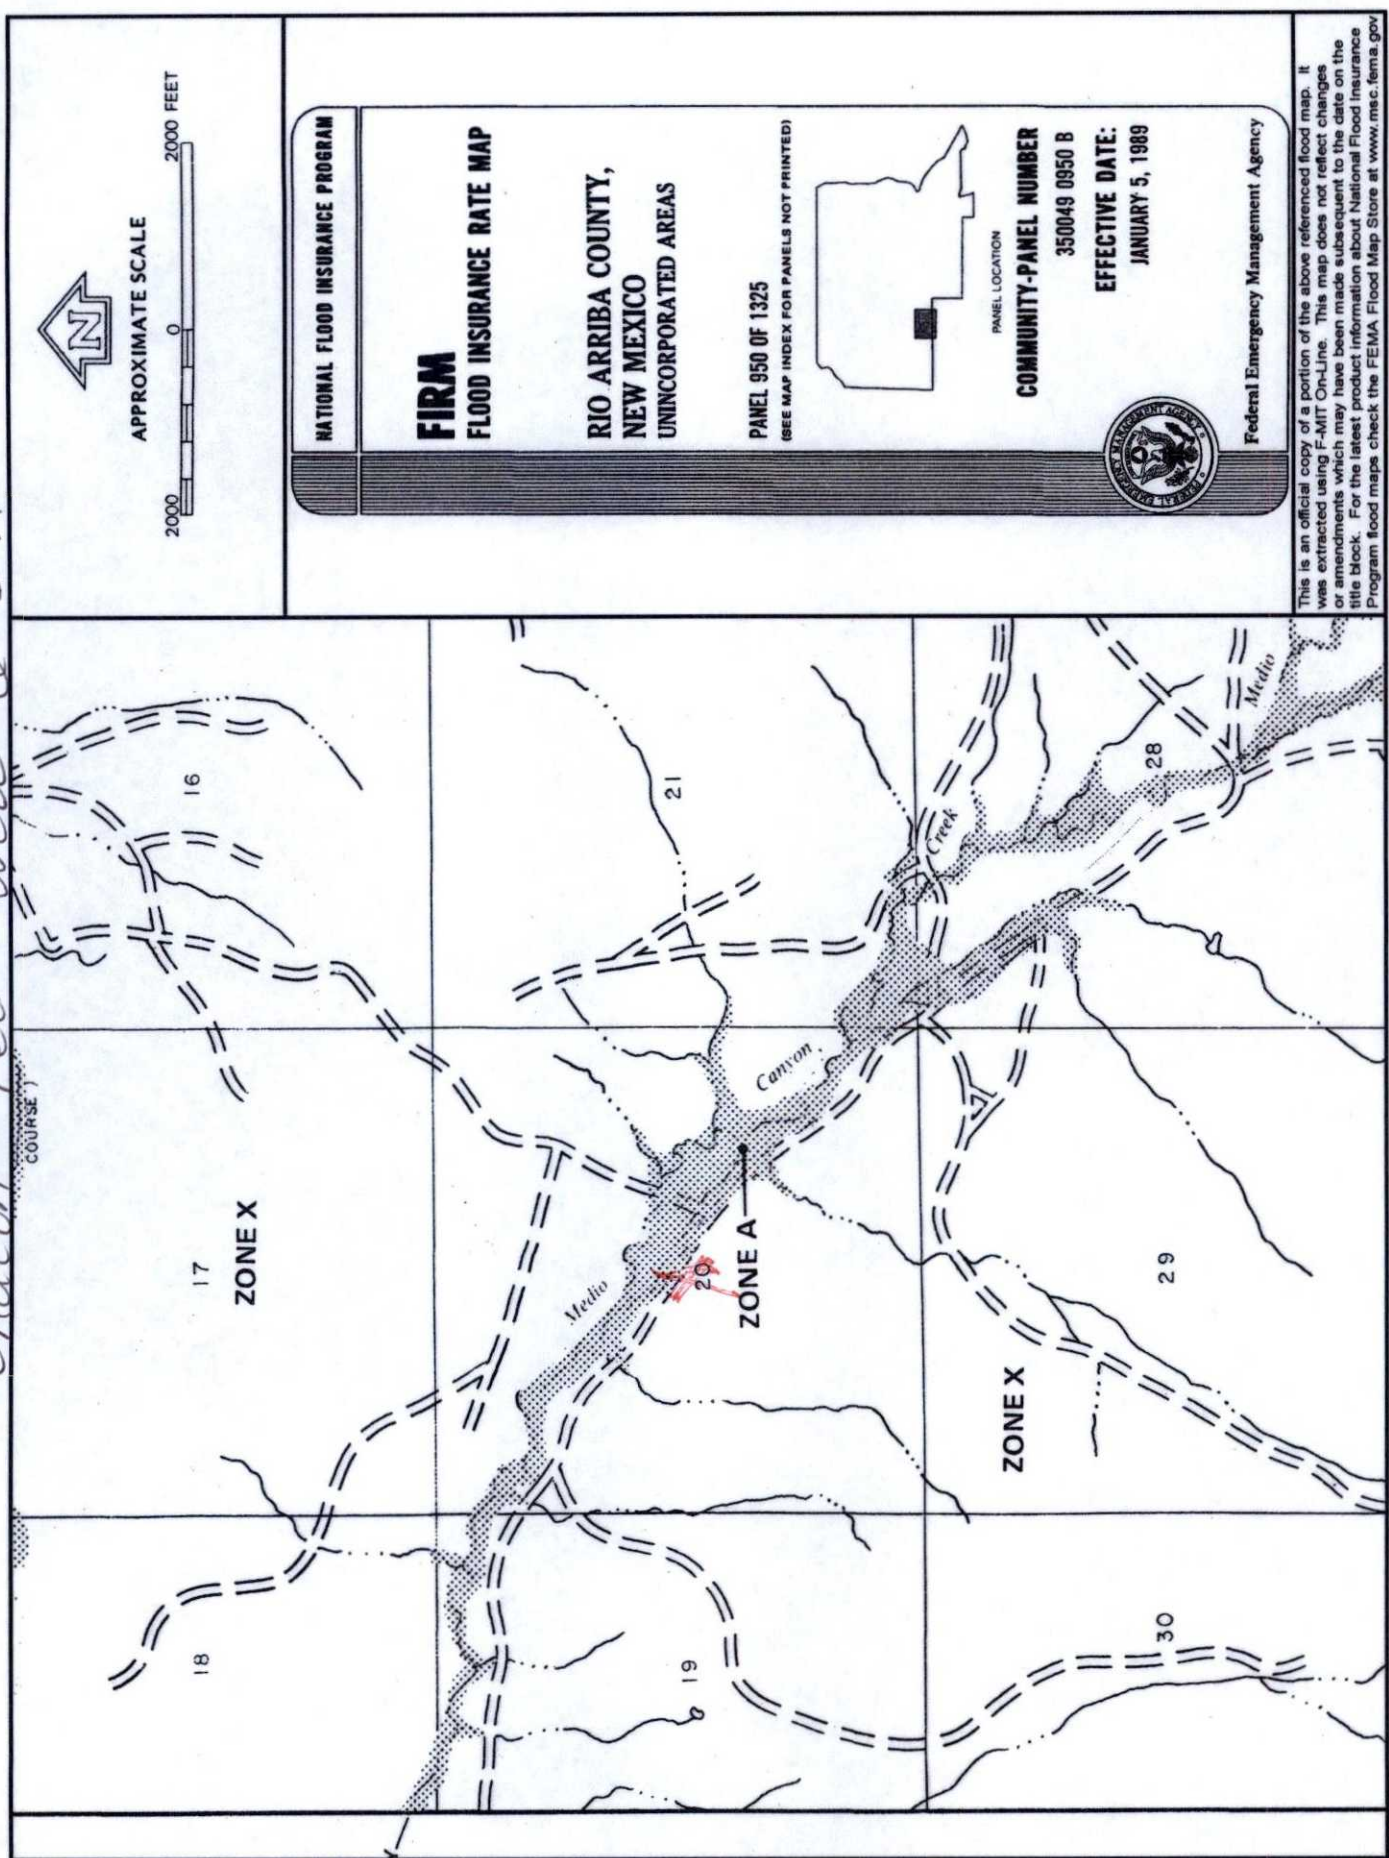 COURSE )
16
17
ZONE X
18
21
Medio
20
ZONE A
Canyon
Creek
19
28
Medio
29
ZONE X
30
N
APPROXIMATE SCALE
2000 0 2000 FEET
NATIONAL FLOOD INSURANCE PROGRAM
FIRM
FLOOD INSURANCE RATE MAP
RIO ARRIBA COUNTY,
NEW MEXICO
UNINCORPORATED AREAS
PANEL 950 OF 1325
(SEE MAP INDEX FOR PANELS NOT PRINTED)
PANEL LOCATION
COMMUNITY-PANEL NUMBER
350049 0950 B
EFFECTIVE DATE:
JANUARY 5, 1989
FEDERAL EMERGENCY MANAGEMENT AGENCY
Federal Emergency Management Agency
This is an official copy of a portion of the above referenced flood map. It
was extracted using F-MIT On-Line. This map does not reflect changes
or amendments which may have been made subsequent to the date on the
title block. For the latest product information about National Flood Insurance
Program flood maps check the FEMA Flood Map Store at www.msc.fema.gov